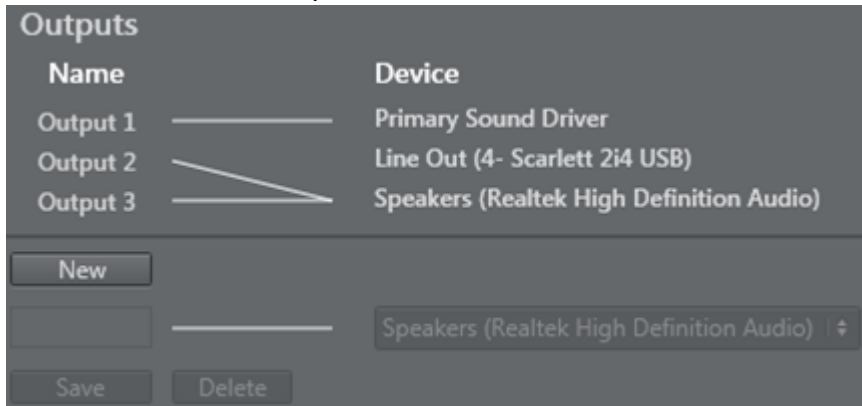 Outputs
Name Device
Output 1 Primary Sound Driver
Output 2 Line Out (4- Scarlett 2i4 USB)
Output 3 Speakers (Realtek High Definition Audio)
New
Speakers (Realtek High Definition Audio)
Save Delete